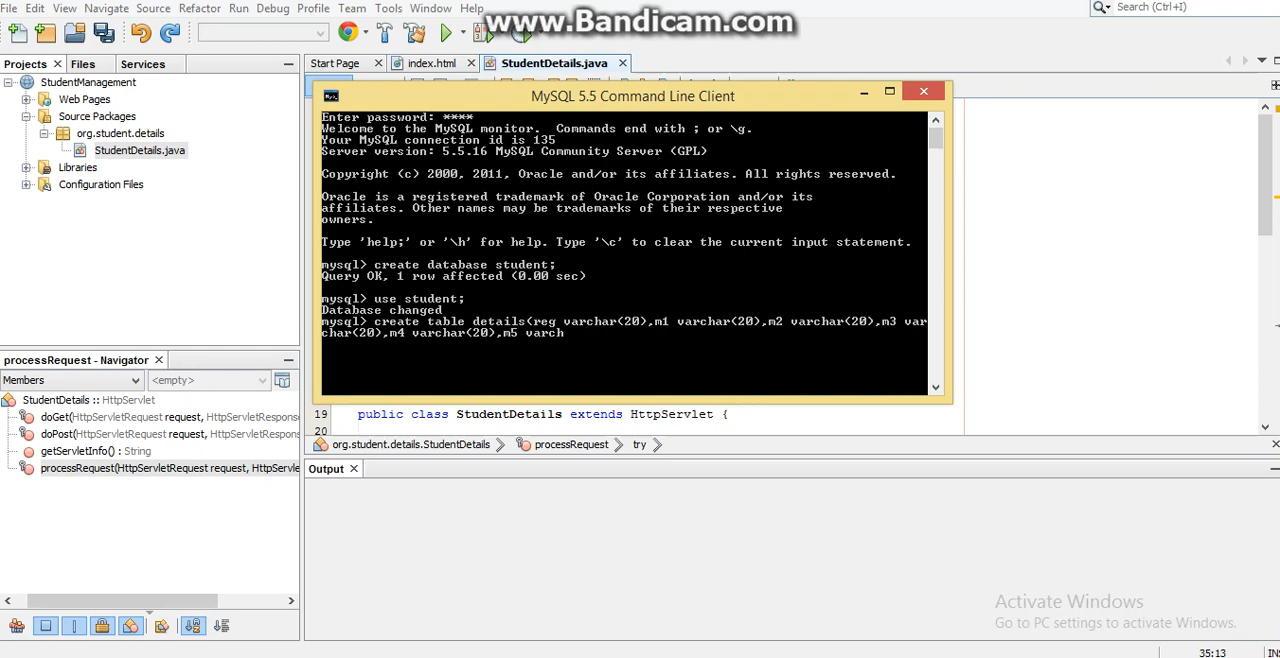 File Edit View Navigate Source Refactor Run Debug Profile Team Tools Window Help
www.Bandicam.com
Search (Ctrl+I)
Projects Files Services
Start Page index.html StudentDetails.java
StudentManagement
Web Pages
Source Packages
org.student.details
StudentDetails.java
Libraries
Configuration Files
MySQL 5.5 Command Line Client
Enter password: ****
Welcome to the MySQL monitor. Commands end with ; or \g.
Your MySQL connection id is 135
Server version: 5.5.16 MySQL Community Server (GPL)
Copyright (c) 2000, 2011, Oracle and/or its affiliates. All rights reserved.
Oracle is a registered trademark of Oracle Corporation and/or its
affiliates. Other names may be trademarks of their respective
owners.
Type 'help;' or '\h' for help. Type '\c' to clear the current input statement.
mysql> create database student;
Query OK, 1 row affected (0.00 sec)
mysql> use student;
Database changed
mysql> create table details(reg varchar(20),m1 varchar(20),m2 varchar(20),m3 var
char(20),m4 varchar(20),m5 varch
19 public class StudentDetails extends HttpServlet {
20
org.student.details.StudentDetails processRequest try
processRequest - Navigator
Members <empty>
StudentDetails :: HttpServlet
doGet(HttpServletRequest request, HttpServletRespons
doPost(HttpServletRequest request, HttpServletRespons
getServletInfo() : String
processRequest(HttpServletRequest request, HttpServle
Output
Activate Windows
Go to PC settings to activate Windows.
35:13 INS